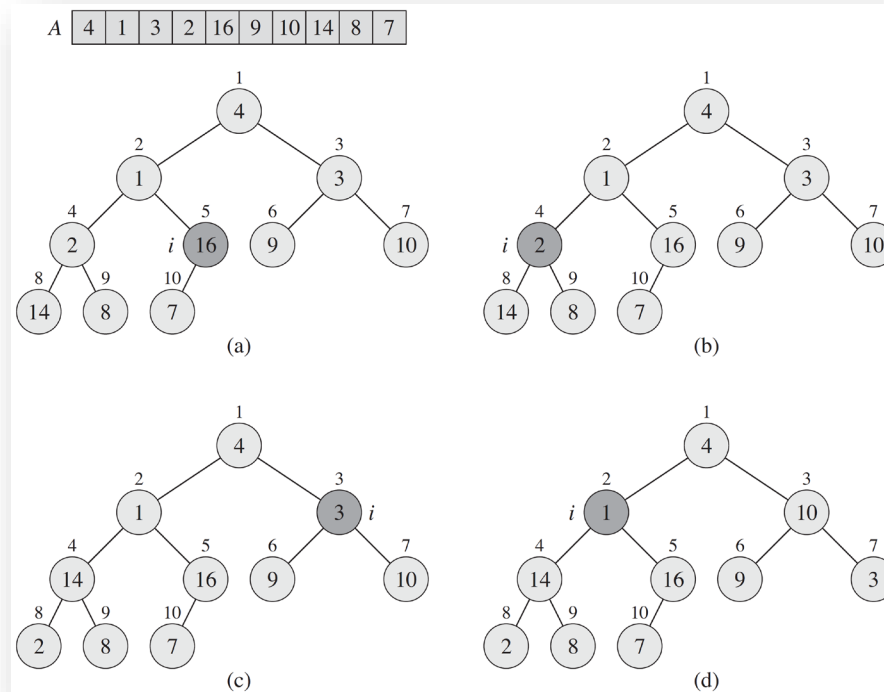 A 4 1 3 2 16 9 10 14 8 7
1 1
4 4
2 3 2 3
1 3 1 3
4 5 6 7 4 5 6 7
2 i 16 9 10 i 2 16 9 10
8 9 10 8 9 10
14 8 7 14 8 7
(a) (b)
1 1
4 4
2 3 2 3
1 3 i i 1 10
4 5 6 7 4 5 6 7
14 16 9 10 14 16 9 3
8 9 10 8 9 10
2 8 7 2 8 7
(c) (d)